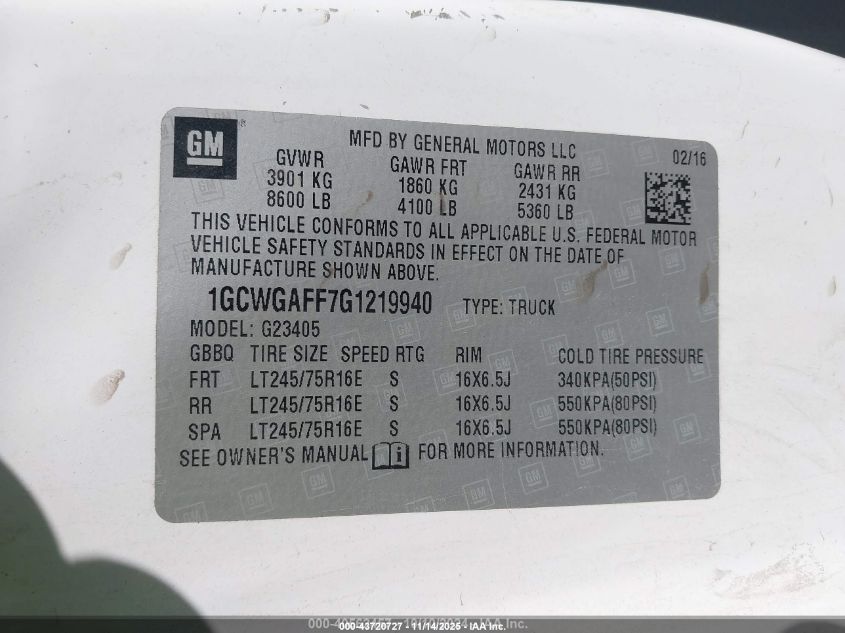 GM
MFD BY GENERAL MOTORS LLC
02/16
GVWR GAWR FRT GAWR RR
3901 KG 1860 KG 2431 KG
8600 LB 4100 LB 5360 LB
THIS VEHICLE CONFORMS TO ALL APPLICABLE U.S. FEDERAL MOTOR
VEHICLE SAFETY STANDARDS IN EFFECT ON THE DATE OF
MANUFACTURE SHOWN ABOVE.
1GCWGAFF7G1219940 TYPE: TRUCK
MODEL: G23405
GBBQ TIRE SIZE SPEED RTG RIM COLD TIRE PRESSURE
FRT LT245/75R16E S 16X6.5J 340KPA(50PSI)
RR LT245/75R16E S 16X6.5J 550KPA(80PSI)
SPA LT245/75R16E S 16X6.5J 550KPA(80PSI)
SEE OWNER'S MANUAL i FOR MORE INFORMATION.
43720727 - 11/14/2025 - IAA Inc.